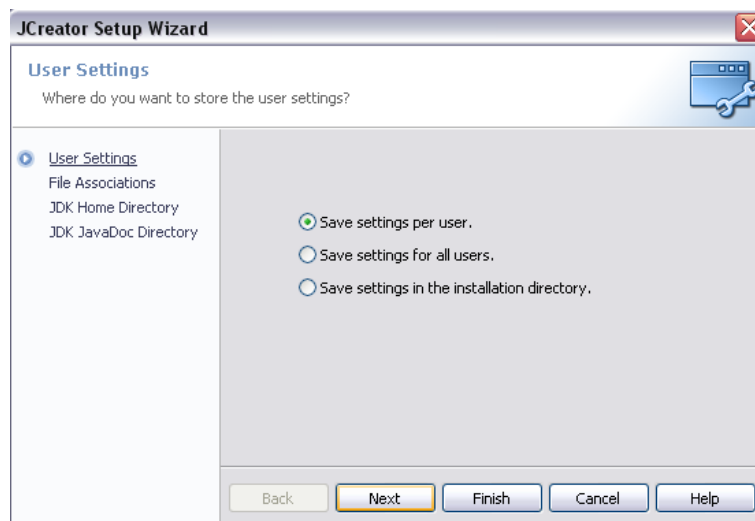 JCreator Setup Wizard
User Settings
Where do you want to store the user settings?
User Settings
File Associations
JDK Home Directory
JDK JavaDoc Directory
Save settings per user.
Save settings for all users.
Save settings in the installation directory.
Back Next Finish Cancel Help